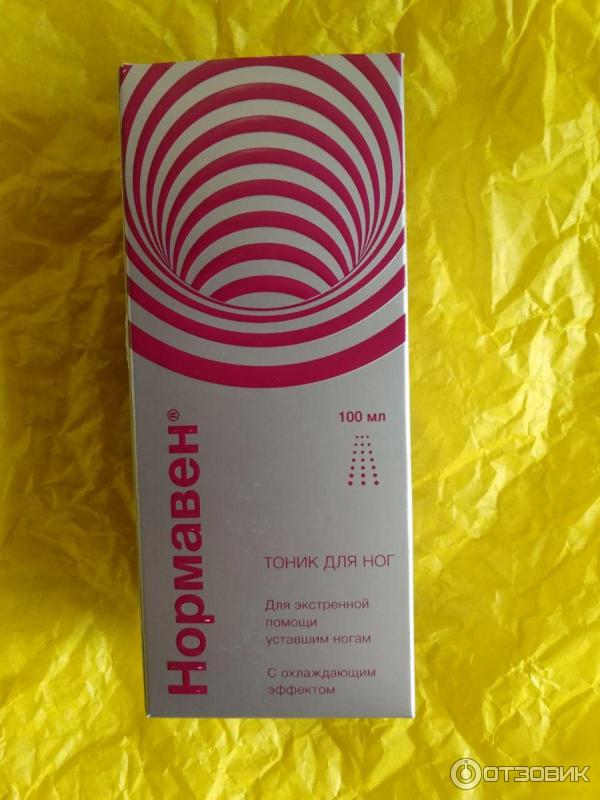 Нормавен®
100 мл
ТОНИК ДЛЯ НОГ
Для экстренной
помощи
уставшим ногам
С охлаждающим
эффектом
ОТЗОВИК